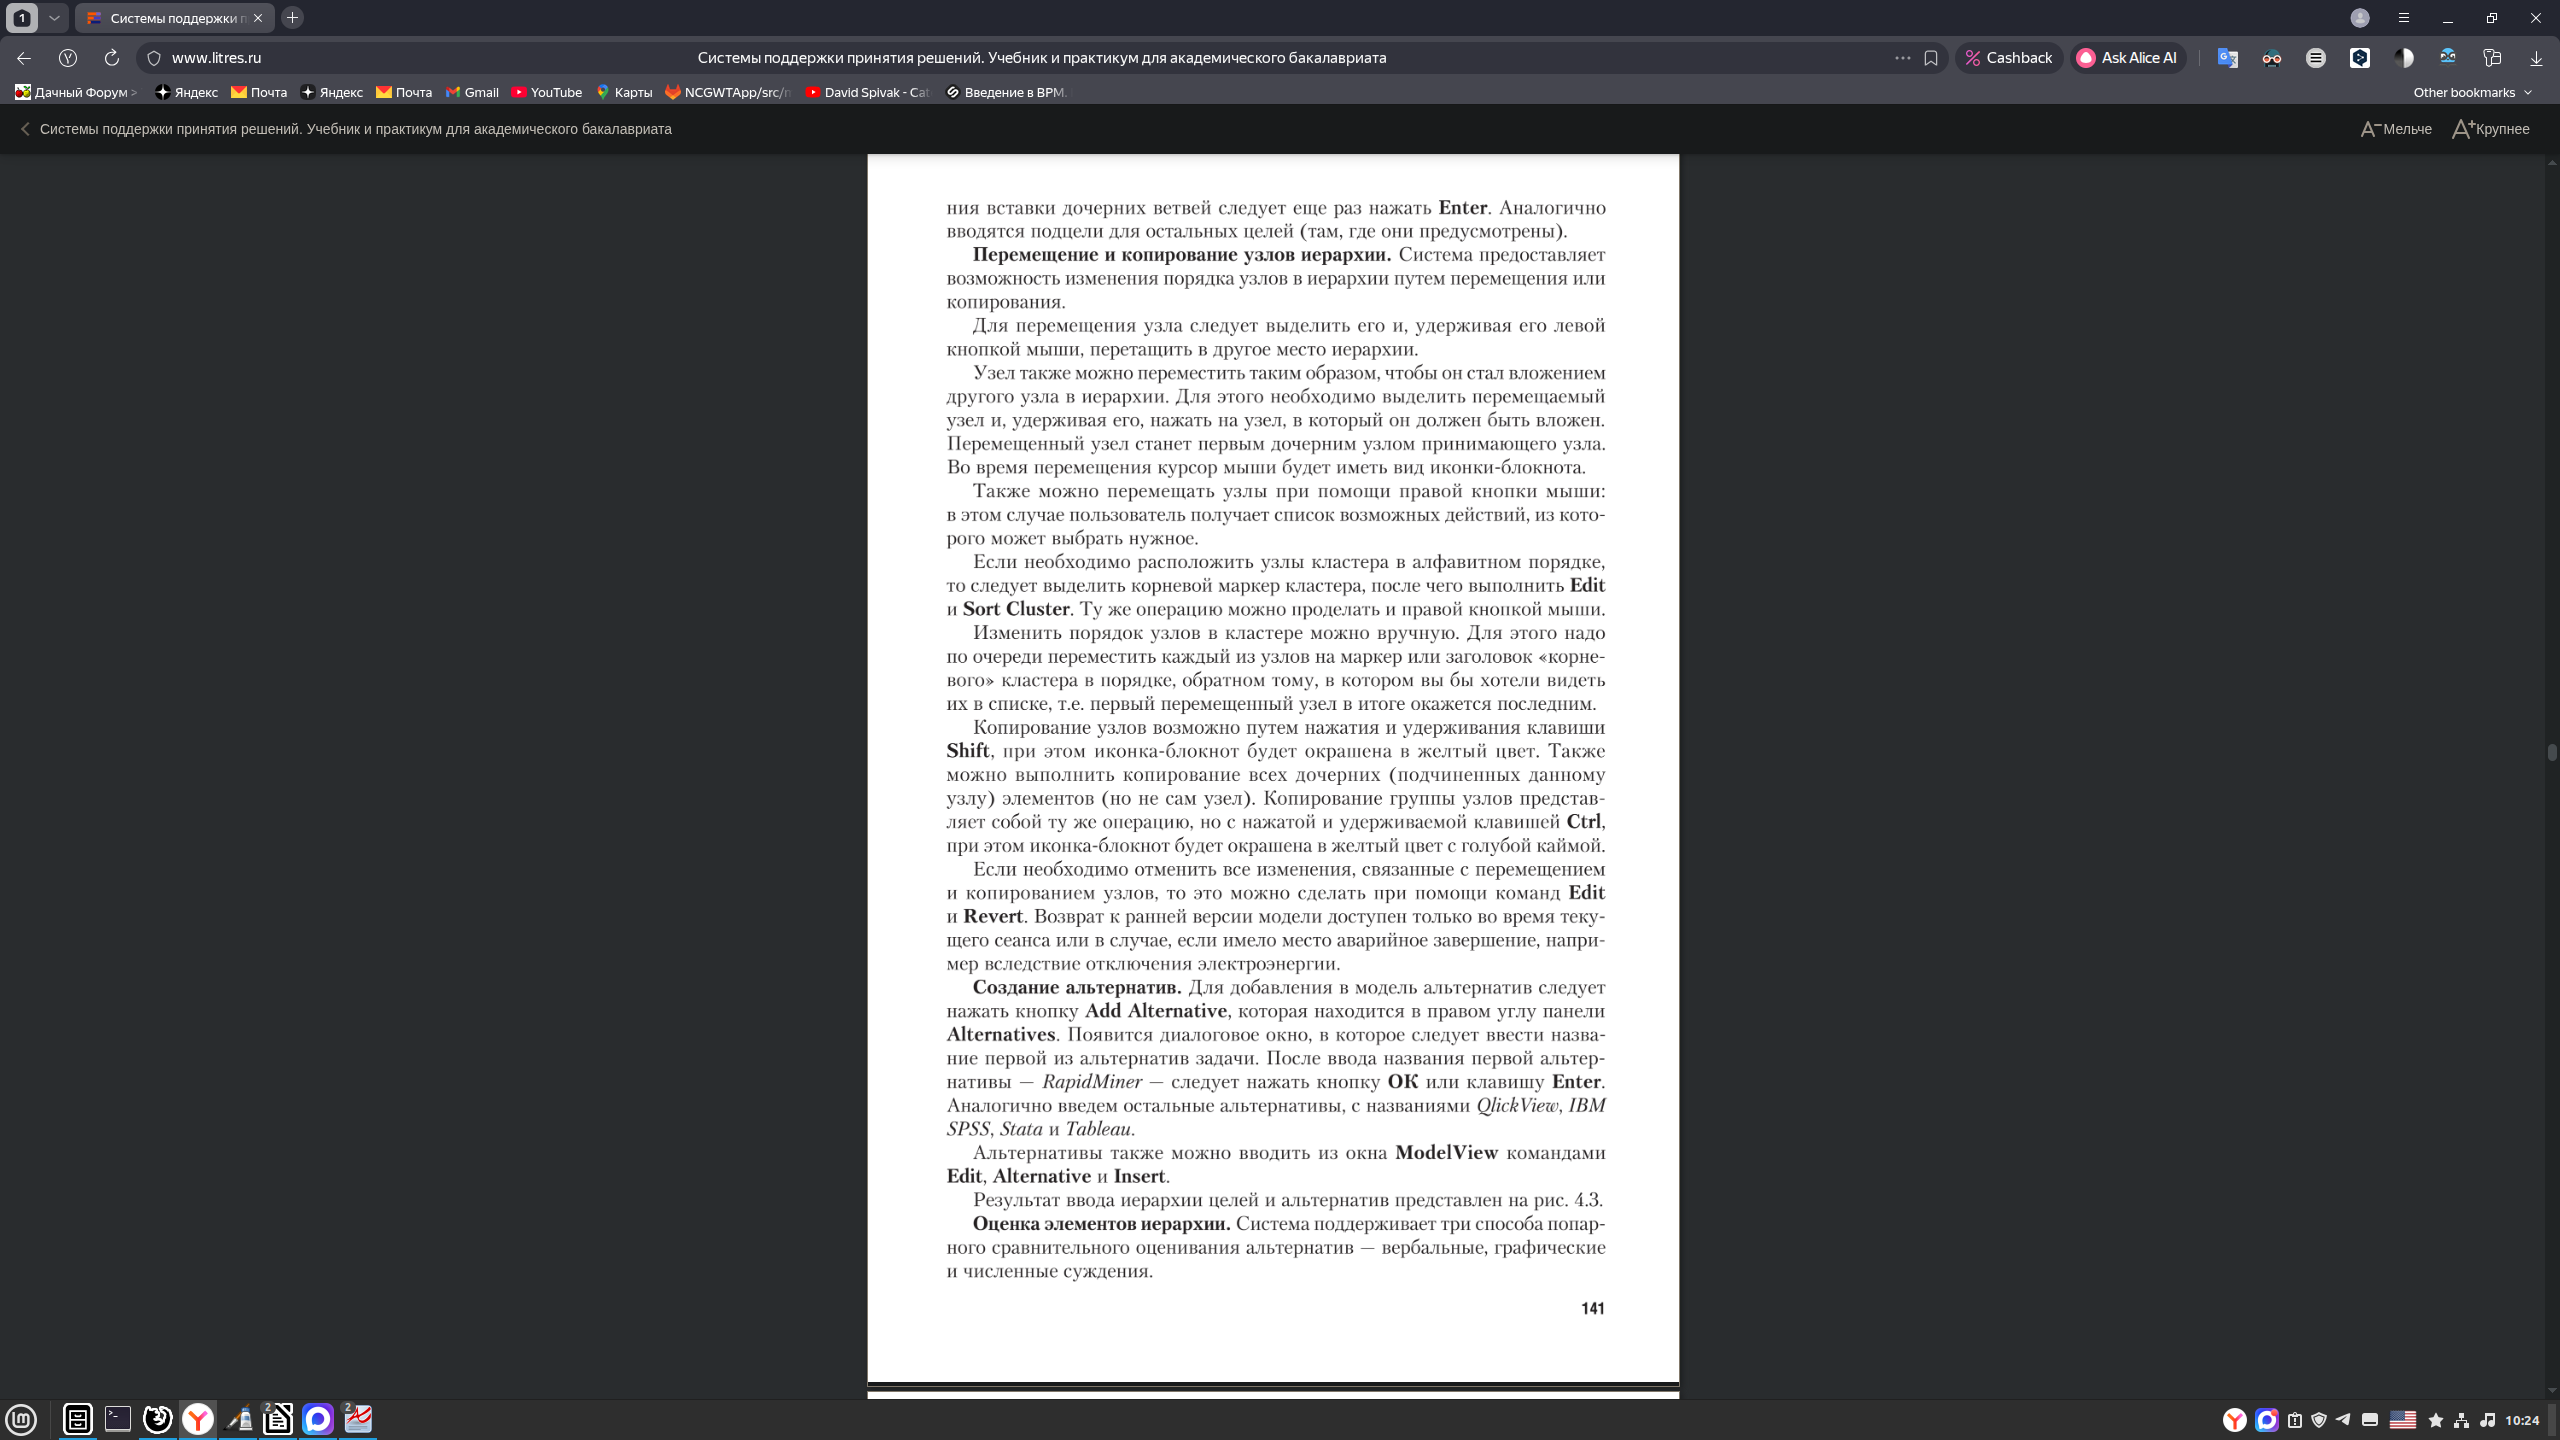 1
Системы поддержки п
www.litres.ru
Системы поддержки принятия решений. Учебник и практикум для академического бакалавриата
Cashback
Ask Alice AI
Дачный Форум >
Яндекс
Почта
Яндекс
Почта
Gmail
YouTube
Карты
NCGWTApp/src/
David Spivak - Cat
Введение в BPM.
Other bookmarks
Системы поддержки принятия решений. Учебник и практикум для академического бакалавриата
A- Мельче
A+ Крупнее
ния вставки дочерних ветвей следует еще раз нажать Enter. Аналогично
вводятся подцели для остальных целей (там, где они предусмотрены).
Перемещение и копирование узлов иерархии. Система предоставляет
возможность изменения порядка узлов в иерархии путем перемещения или
копирования.
Для перемещения узла следует выделить его и, удерживая его левой
кнопкой мыши, перетащить в другое место иерархии.
Узел также можно переместить таким образом, чтобы он стал вложением
другого узла в иерархии. Для этого необходимо выделить перемещаемый
узел и, удерживая его, нажать на узел, в который он должен быть вложен.
Перемещенный узел станет первым дочерним узлом принимающего узла.
Во время перемещения курсор мыши будет иметь вид иконки-блокнота.
Также можно перемещать узлы при помощи правой кнопки мыши:
в этом случае пользователь получает список возможных действий, из кото-
рого может выбрать нужное.
Если необходимо расположить узлы кластера в алфавитном порядке,
то следует выделить корневой маркер кластера, после чего выполнить Edit
и Sort Cluster. Ту же операцию можно проделать и правой кнопкой мыши.
Изменить порядок узлов в кластере можно вручную. Для этого надо
по очереди переместить каждый из узлов на маркер или заголовок «корне-
вого» кластера в порядке, обратном тому, в котором вы бы хотели видеть
их в списке, т.е. первый перемещенный узел в итоге окажется последним.
Копирование узлов возможно путем нажатия и удерживания клавиши
Shift, при этом иконка-блокнот будет окрашена в желтый цвет. Также
можно выполнить копирование всех дочерних (подчиненных данному
узлу) элементов (но не сам узел). Копирование группы узлов представ-
ляет собой ту же операцию, но с нажатой и удерживаемой клавишей Ctrl,
при этом иконка-блокнот будет окрашена в желтый цвет с голубой каймой.
Если необходимо отменить все изменения, связанные с перемещением
и копированием узлов, то это можно сделать при помощи команд Edit
и Revert. Возврат к ранней версии модели доступен только во время теку-
щего сеанса или в случае, если имело место аварийное завершение, напри-
мер вследствие отключения электроэнергии.
Создание альтернатив. Для добавления в модель альтернатив следует
нажать кнопку Add Alternative, которая находится в правом углу панели
Alternatives. Появится диалоговое окно, в которое следует ввести назва-
ние первой из альтернатив задачи. После ввода названия первой альтер-
нативы — RapidMiner — следует нажать кнопку OK или клавишу Enter.
Аналогично введем остальные альтернативы, с названиями QlickView, IBM
SPSS, Stata и Tableau.
Альтернативы также можно вводить из окна ModelView командами
Edit, Alternative и Insert.
Результат ввода иерархии целей и альтернатив представлен на рис. 4.3.
Оценка элементов иерархии. Система поддерживает три способа попар-
ного сравнительного оценивания альтернатив — вербальные, графические
и численные суждения.
141
2
2
10:24